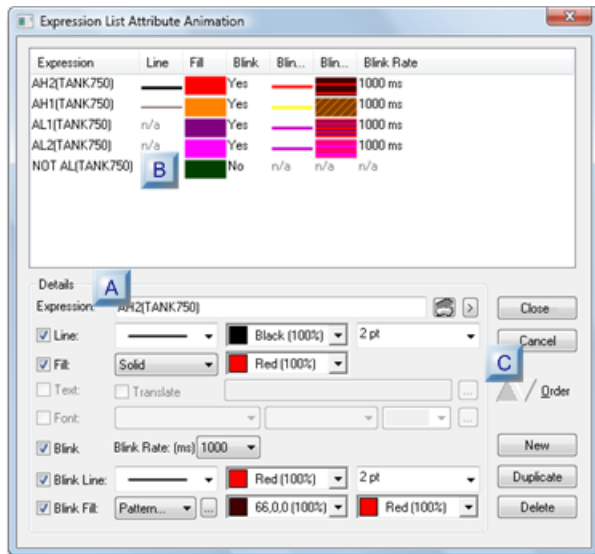 Expression List Attribute Animation
Expression Line Fill Blink Blin... Blin... Blink Rate
AH2(TANK750) Yes 1000 ms
AH1(TANK750) Yes 1000 ms
AL1(TANK750) n/a Yes 1000 ms
AL2(TANK750) n/a Yes 1000 ms
NOT AL(TANK750) No n/a n/a n/a
B
Details
A
Expression: AH2(TANK750) > Close
Line: Black (100%) 2 pt Cancel
Fill: Solid Red (100%)
C
Text: Translate ... Order
Font: ...
Blink Blink Rate: (ms) 1000 New
Blink Line: Red (100%) 2 pt Duplicate
Blink Fill: Pattern... ... 66,0,0 (100%) Red (100%) Delete